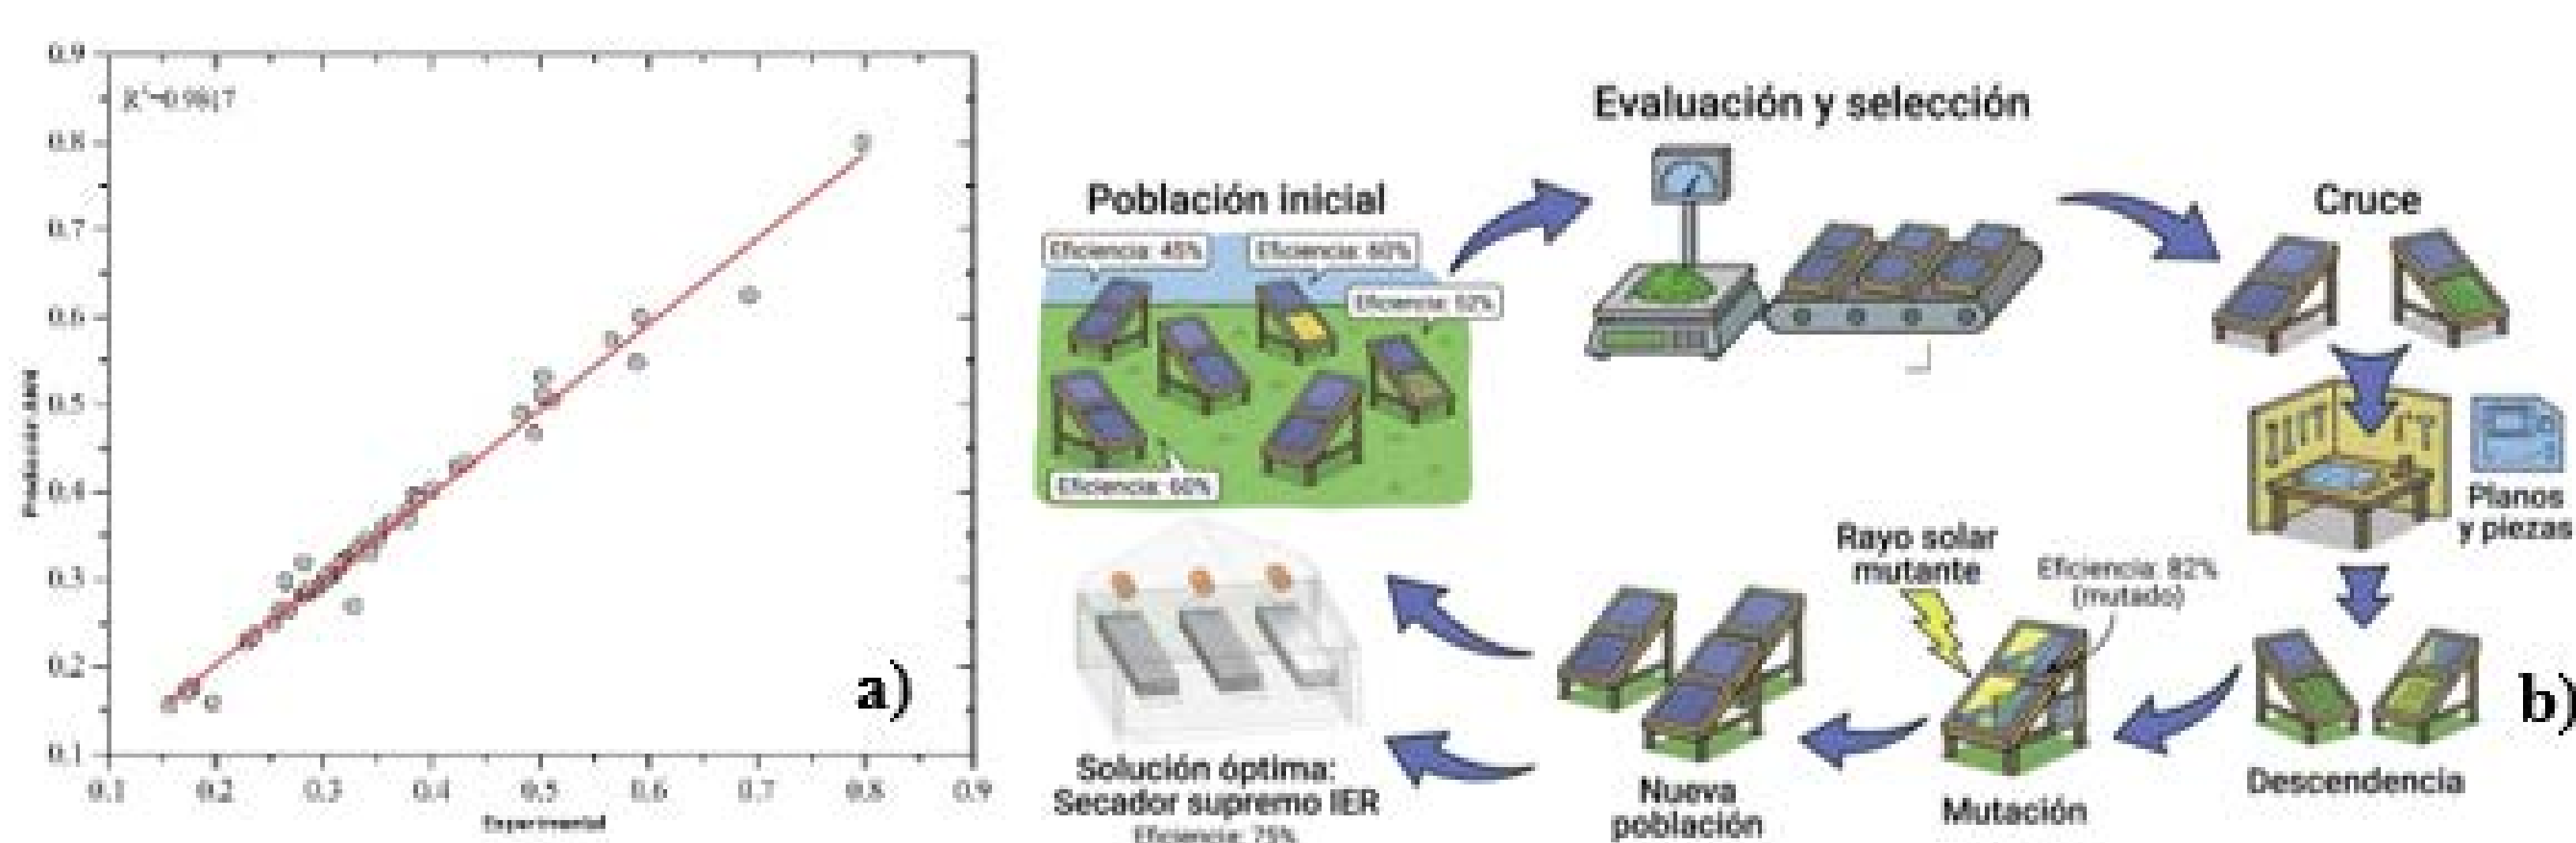 0.9
0.8
0.7
0.6
0.5
0.4
0.3
0.2
0.1
0.1 0.2 0.3 0.4 0.5 0.6 0.7 0.8 0.9
Experimental
a)
Población inicial
Eficiencia: 45%
Eficiencia: 60%
Eficiencia: 52%
Eficiencia: 60%
Evaluación y selección
Cruce
Planos
y piezas
Descendencia
Rayo solar
mutante
Eficiencia: 82%
(mutado)
Mutación
Nueva
población
Solución óptima:
Secador supremo IER
Eficiencia: 75%
b)